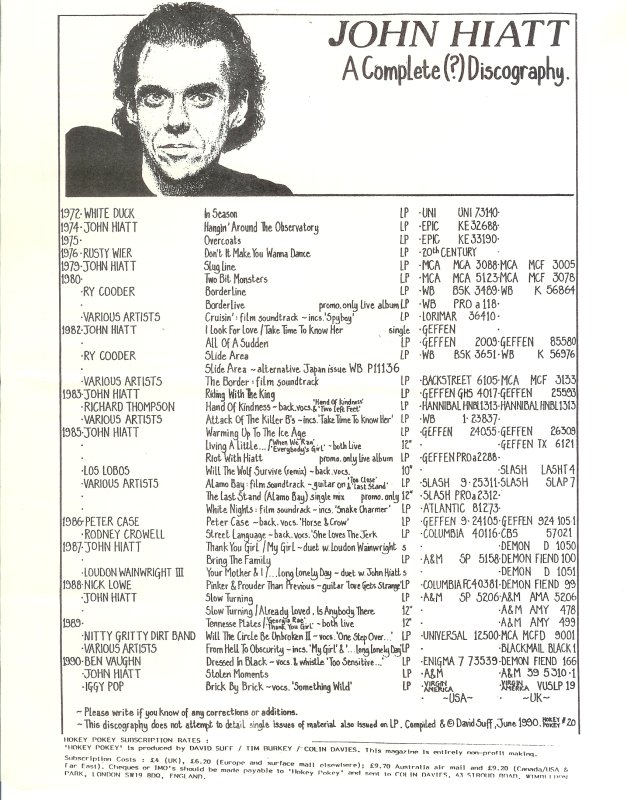 JOHN HIATT
A Complete (?) Discography.
1972· WHITE DUCK In Season LP ·UNI UNI 73140·
1974· JOHN HIATT Hangin' Around The Observatory LP ·EPIC KE 32688·
1975· Overcoats LP ·EPIC KE 33190·
1976· RUSTY WIER Don't It Make You Wanna Dance LP ·20th CENTURY ·
1979· JOHN HIATT Slug Line LP ·MCA MCA 3088·MCA MCF 3005
1980· Two Bit Monsters LP ·MCA MCA 5123·MCA MCF 3078
·RY COODER Borderline LP ·WB BSK 3489·WB K 56864
Borderlive promo.only live album LP ·WB PRO a 118·
·VARIOUS ARTISTS Cruisin': film soundtrack ~ incs.'Spyboy' LP ·LORIMAR 36410·
1982· JOHN HIATT I Look For Love / Take Time To Know Her single ·GEFFEN ·
All Of A Sudden LP ·GEFFEN 2009·GEFFEN 85580
·RY COODER Slide Area LP ·WB BSK 3651·WB K 56976
Slide Area ~ alternative Japan issue WB P11136
·VARIOUS ARTISTS The Border : film soundtrack LP ·BACKSTREET 6105·MCA MCF 3133
1983· JOHN HIATT Riding With The King LP ·GEFFEN GHS 4017·GEFFEN 25593
·RICHARD THOMPSON Hand Of Kindness ~ back.vocs. 'Hand Of Kindness' & 'Two Left Feet' LP ·HANNIBAL HNBL1313·HANNIBAL HNBL1313
·VARIOUS ARTISTS Attack Of The Killer B's ~ incs.'Take Time To Know Her' LP ·WB 1·23837·
1985· JOHN HIATT Warming Up To The Ice Age LP ·GEFFEN 24055·GEFFEN 26309
Living A Little... / 'When We Ran' 'Everybody's Girl' ~ both live 12" ·GEFFEN TX 6121
Riot With Hiatt promo.only live album LP ·GEFFEN PRO a 2288·
·LOS LOBOS Will The Wolf Survive (remix) ~ back.vocs. 10" ·SLASH LASHT 4
·VARIOUS ARTISTS Alamo Bay: film soundtrack ~ guitar on 'Too Close' & 'Last Stand' LP ·SLASH 9·25311·SLASH SLAP 7
The Last Stand (Alamo Bay) single mix promo.only 12" ·SLASH PRO a 2312·
White Nights: film soundrack ~ incs. 'Snake Charmer' LP ·ATLANTIC 81273·
1986· PETER CASE Peter Case ~ back. vocs. 'Horse & Crow' LP ·GEFFEN 9·24105·GEFFEN 924 105·1
·RODNEY CROWELL Street Language ~ back. vocs. 'She Loves The Jerk LP ·COLUMBIA 40116·CBS 57021
1987· JOHN HIATT Thank You Girl / My Girl ~ duet w. Loudon Wainwright s ·DEMON D 1050
Bring The Family LP ·A&M SP 5158·DEMON FIEND 100
·LOUDON WAINWRIGHT III Your Mother & I / ...long Lonely Day ~ duet w. John Hiatt s ·DEMON D 1051
1988· NICK LOWE Pinker & Prouder Than Previous ~ guitar 'Love Gets Strange' LP ·COLUMBIA FC 40381·DEMON FIEND 99
·JOHN HIATT Slow Turning LP ·A&M SP 5206·A&M AMA 5206
Slow Turning / Already Loved . Is Anybody There 12" ·A&M AMY 478
1989· Tennessee Plates / 'Georgia Rae' 'Thank You Girl' ~ both live 12" ·A&M AMY 499
·NITTY GRITTY DIRT BAND Will The Circle Be Unbroken II ~ vocs. 'One Step Over...' LP ·UNIVERSAL 12500·MCA MCFD 9001
·VARIOUS ARTISTS From Hell To Obscurity ~ incs.'My Girl' & '...long Lonely Day' LP ·BLACKMAIL BLACK 1
1990· BEN VAUGHN Dressed In Black ~ vocs. & whistle 'Too Sensitive...' LP ·ENIGMA 7 73539·DEMON FIEND 166
·JOHN HIATT Stolen Moments LP ·A&M ·A&M 39 5310·1
·IGGY POP Brick By Brick ~ vocs. 'Something Wild' LP ·VIRGIN AMERICA ·VIRGIN AMERICA VUSLP 19
~USA~ ~UK~
~ Please write if you know of any corrections or additions.
~ This discography does not attempt to detail single issues of material also issued on LP. Compiled & © David Suff, June 1990. HOKEY POKEY #20
HOKEY POKEY SUBSCRIPTION RATES :
"HOKEY POKEY" is produced by DAVID SUFF / TIM BURKEY / COLIN DAVIES. This magazine is entirely non-profit making.
Subscription Costs : £4 (UK), £6.20 (Europe and surface mail elsewhere); £9.70 Australia air mail and £9.20 (Canada/USA &
Far East). Cheques or IMO's should be made payable to "Hokey Pokey" and sent to COLIN DAVIES, 43 STROUD ROAD, WIMBLEDON
PARK, LONDON SW19 8DQ, ENGLAND.